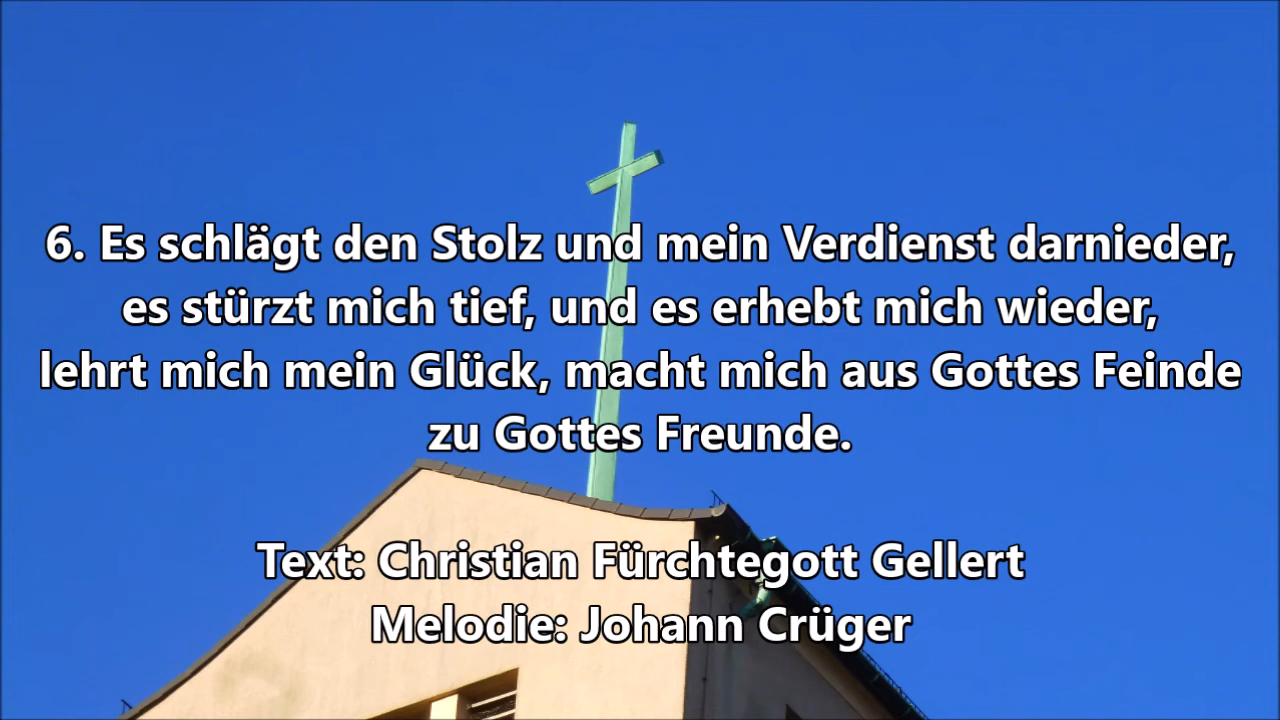 6. Es schlägt den Stolz und mein Verdienst darnieder,
es stürzt mich tief, und es erhebt mich wieder,
lehrt mich mein Glück, macht mich aus Gottes Feinde
zu Gottes Freunde.
Text: Christian Fürchtegott Gellert
Melodie: Johann Crüger